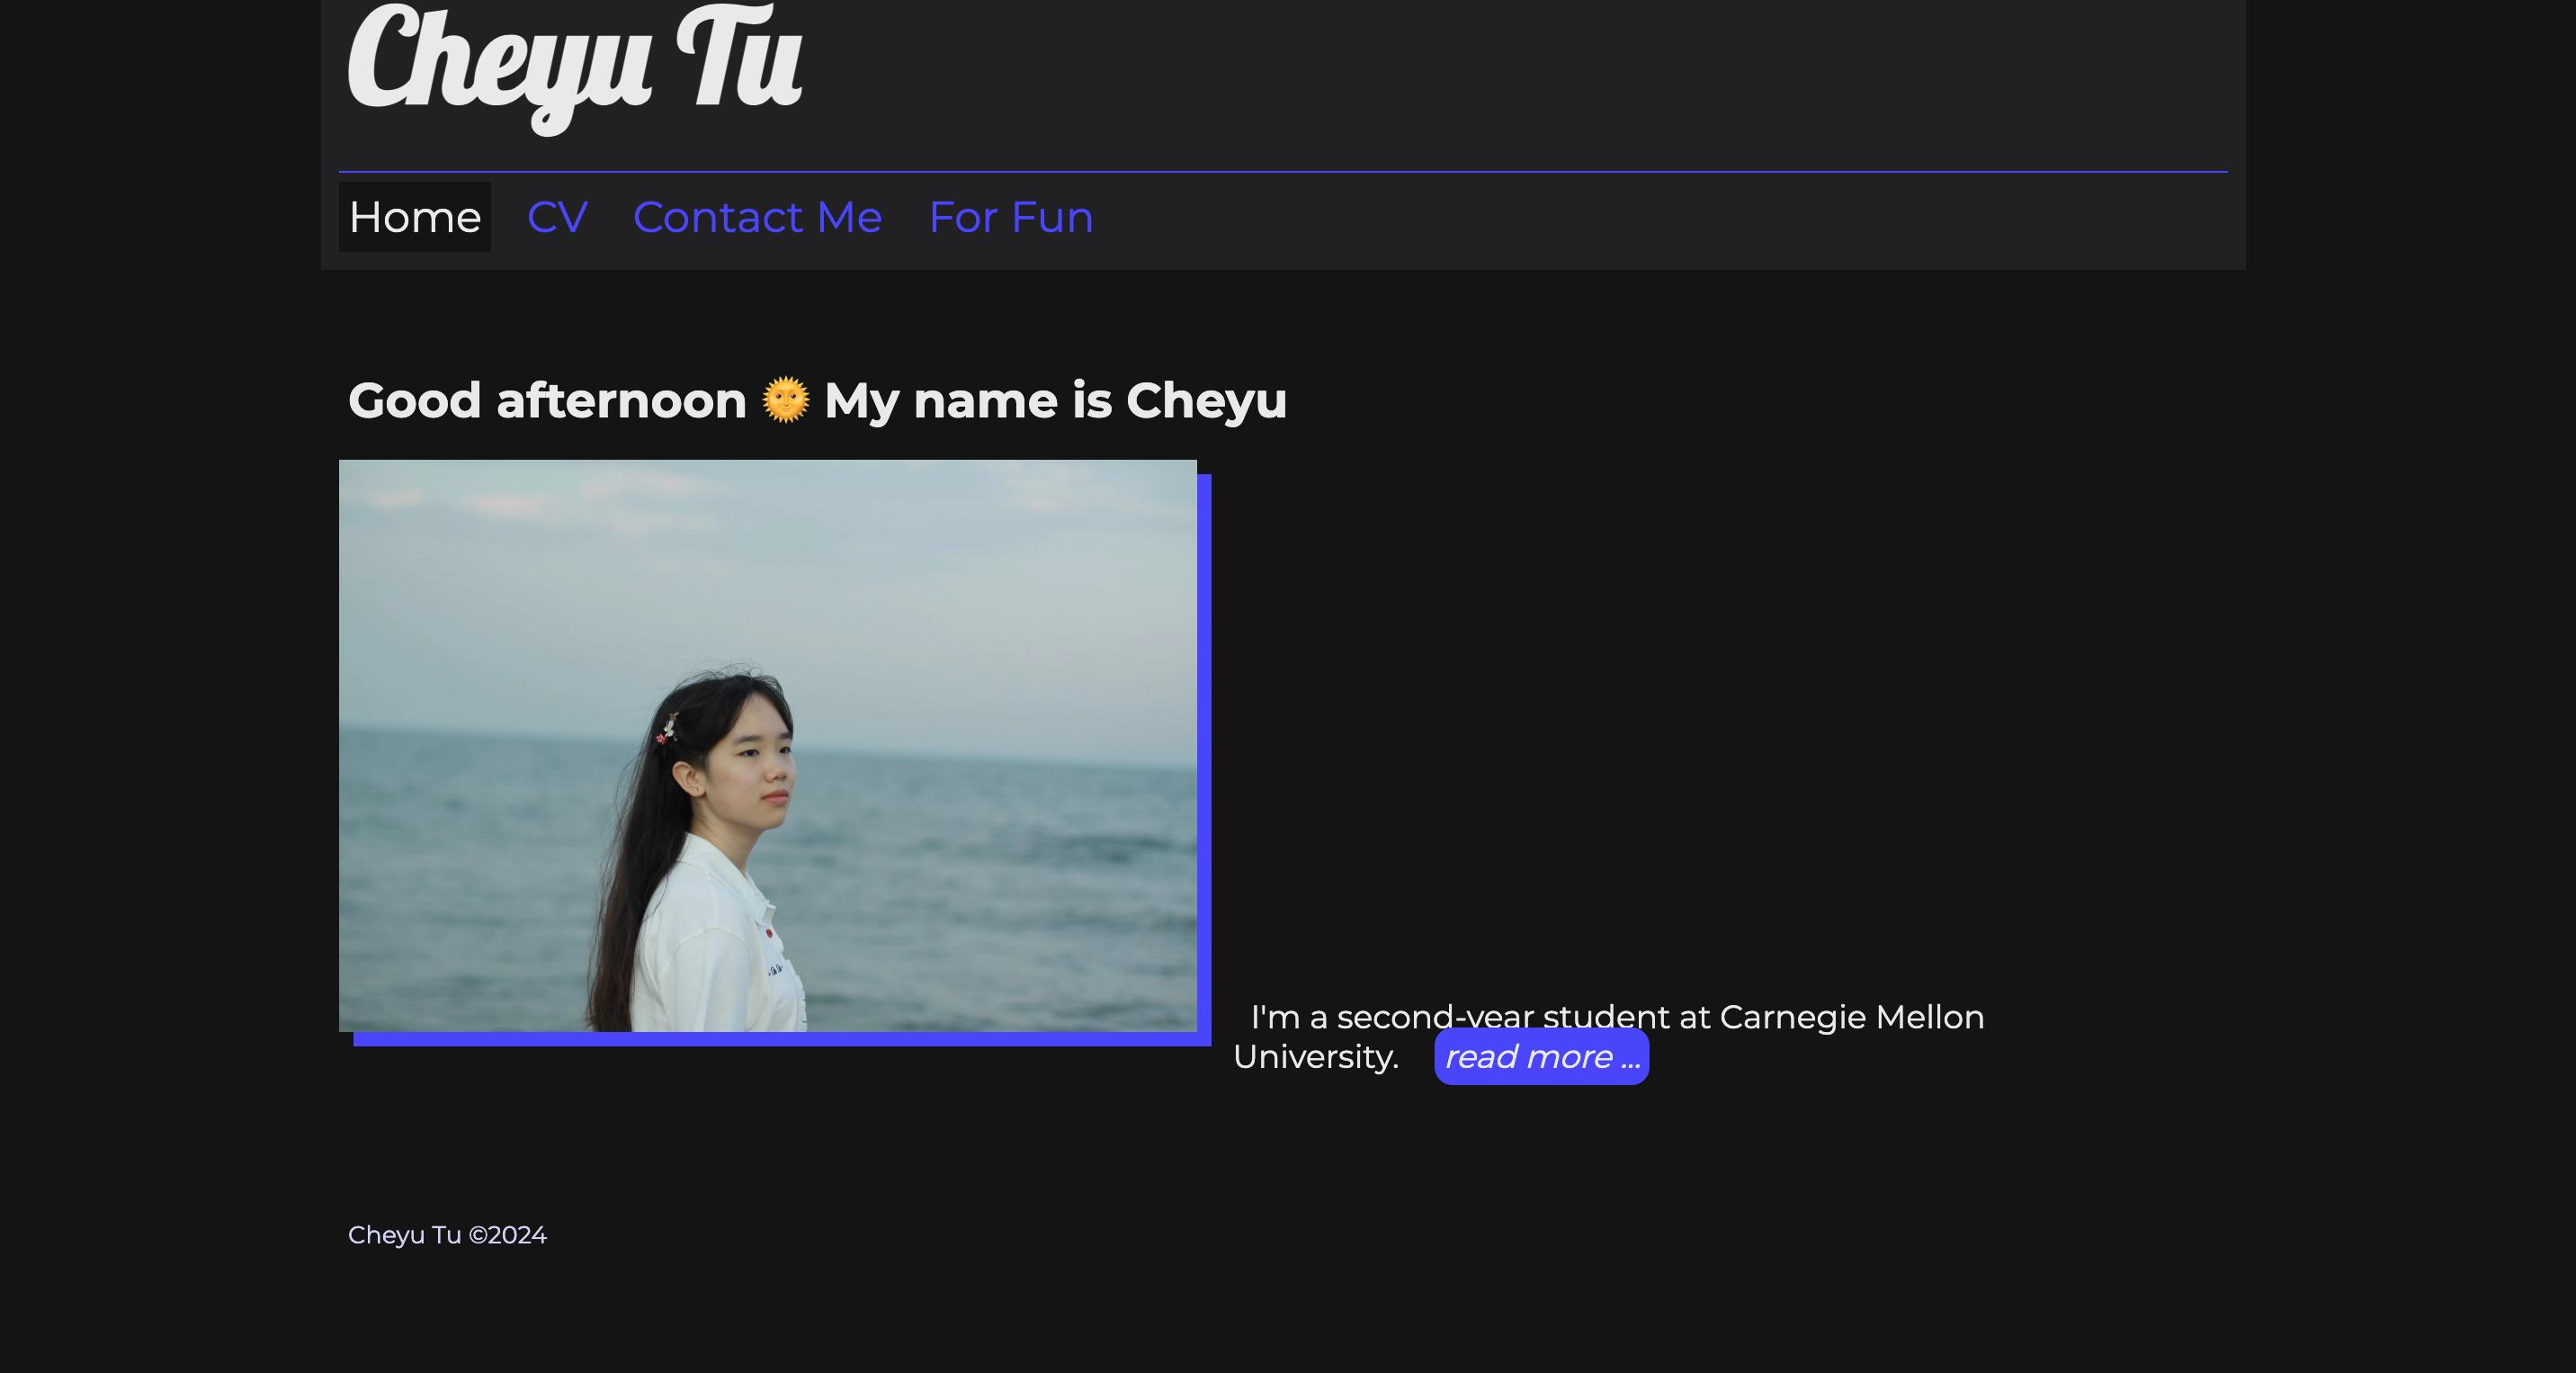 Cheyu Tu
Home CV Contact Me For Fun
Good afternoon 🌞 My name is Cheyu
I'm a second-year student at Carnegie Mellon
University. read more ...
Cheyu Tu ©2024